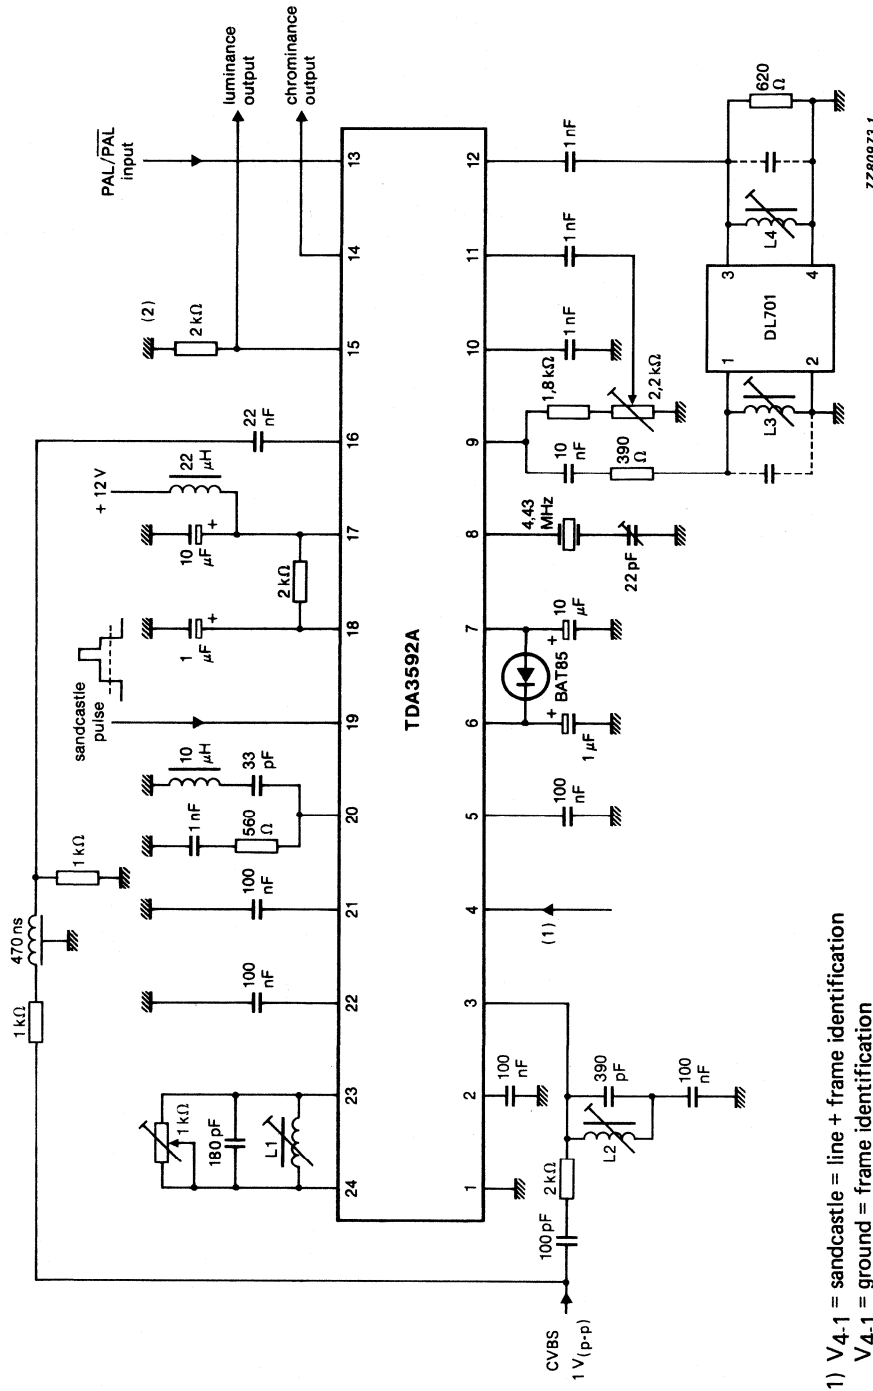 PAL/P̅A̅L̅
input
luminance
output
chrominance
output
(2)
2 kΩ
22
nF
+ 12 V
22
μH
10
μF
+
2 kΩ
1
μF
+
sandcastle
pulse
10
μH
33
pF
1 nF
560
Ω
1 kΩ
470 ns
1 kΩ
100
nF
100
nF
1 kΩ
180 pF
L1
24
23
22
21
20
19
18
17
16
15
14
13
TDA3592A
1
2
3
4
5
6
7
8
9
10
11
12
CVBS
1 V(p-p)
100 pF
2 kΩ
L2
100
nF
390
pF
100
nF
(1)
100
nF
+
1 μF
BAT85
+
10
μF
4,43
MHz
22 pF
10
nF
390
Ω
1,8 kΩ
2,2 kΩ
1 nF
1 nF
1 nF
L3
1
2
DL701
3
4
L4
620
Ω
7Z80973.1
1) V4-1 = sandcastle = line + frame identification
V4-1 = ground = frame identification